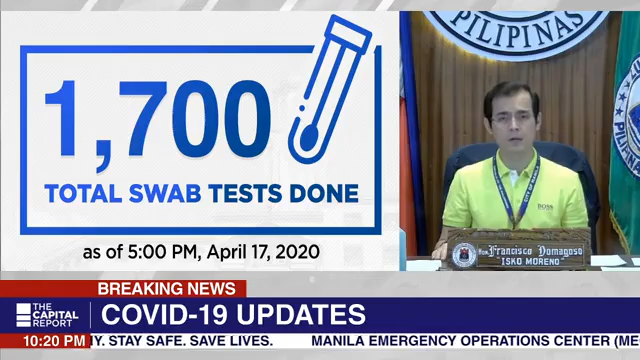 1,700
TOTAL SWAB TESTS DONE
as of 5:00 PM, April 17, 2020
PILIPINAS
BOSS
Hon. Francisco Domagoso
"ISKO MORENO"
BREAKING NEWS
THE CAPITAL REPORT
COVID-19 UPDATES
10:20 PM
Y. STAY SAFE. SAVE LIVES.
MANILA EMERGENCY OPERATIONS CENTER (ME